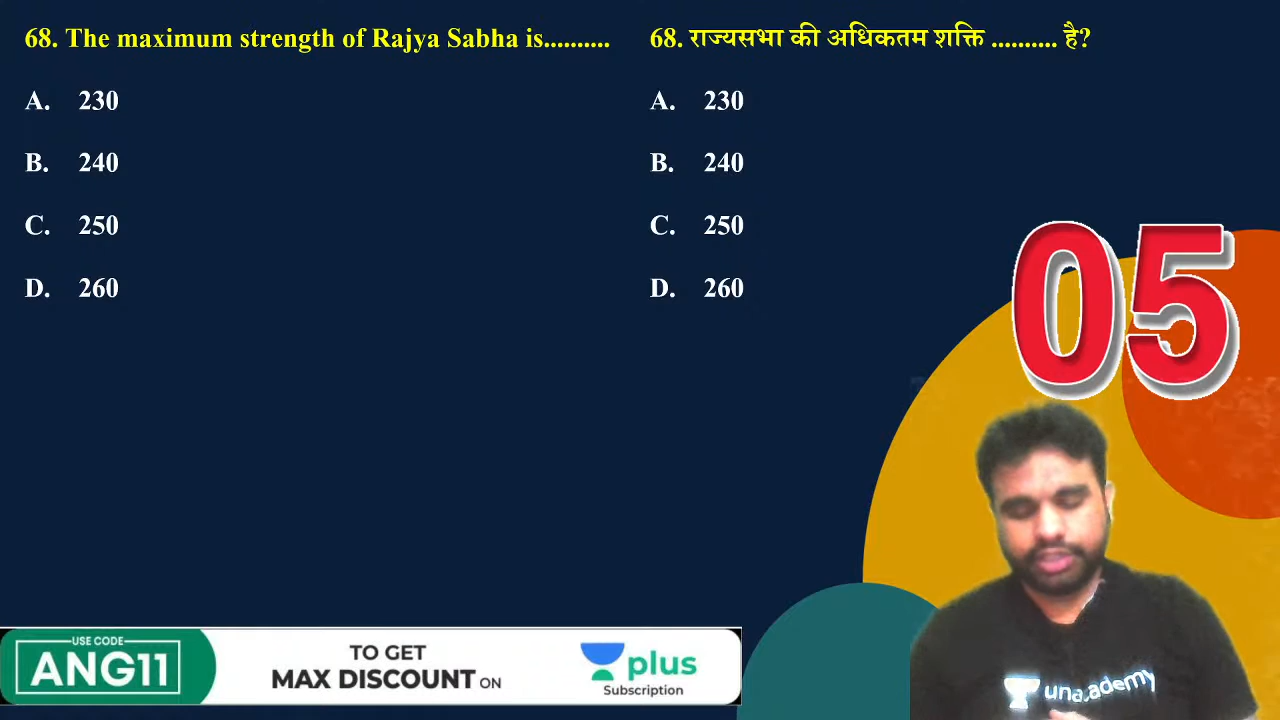 68. The maximum strength of Rajya Sabha is..........
A. 230
B. 240
C. 250
D. 260
68. राज्यसभा की अधिकतम शक्ति .......... है?
A. 230
B. 240
C. 250
D. 260
05
USE CODE
ANG11
TO GET
MAX DISCOUNT ON
plus
Subscription
unacademy